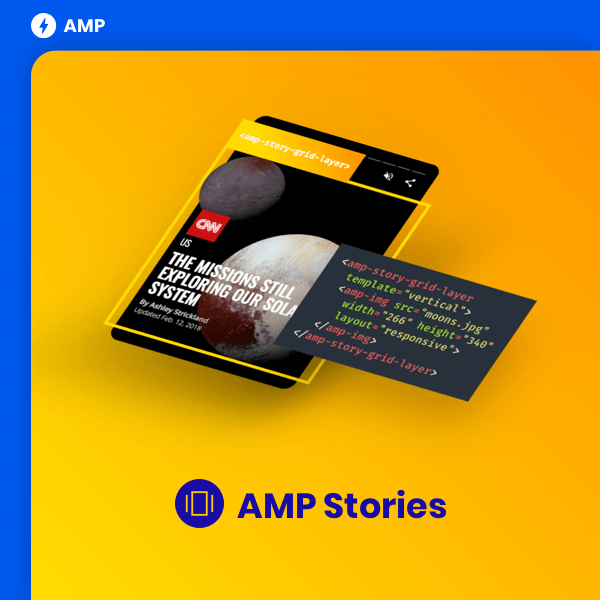 AMP
<amp-story-grid-layer>
CNN
US
THE MISSIONS STILL
EXPLORING OUR SOLA
SYSTEM
By Ashley Strickland
Updated Feb. 12, 2018
<amp-story-grid-layer
template="vertical">
<amp-img src="moons.jpg"
width="266" height="340"
layout="responsive">
</amp-img>
</amp-story-grid-layer>
AMP Stories